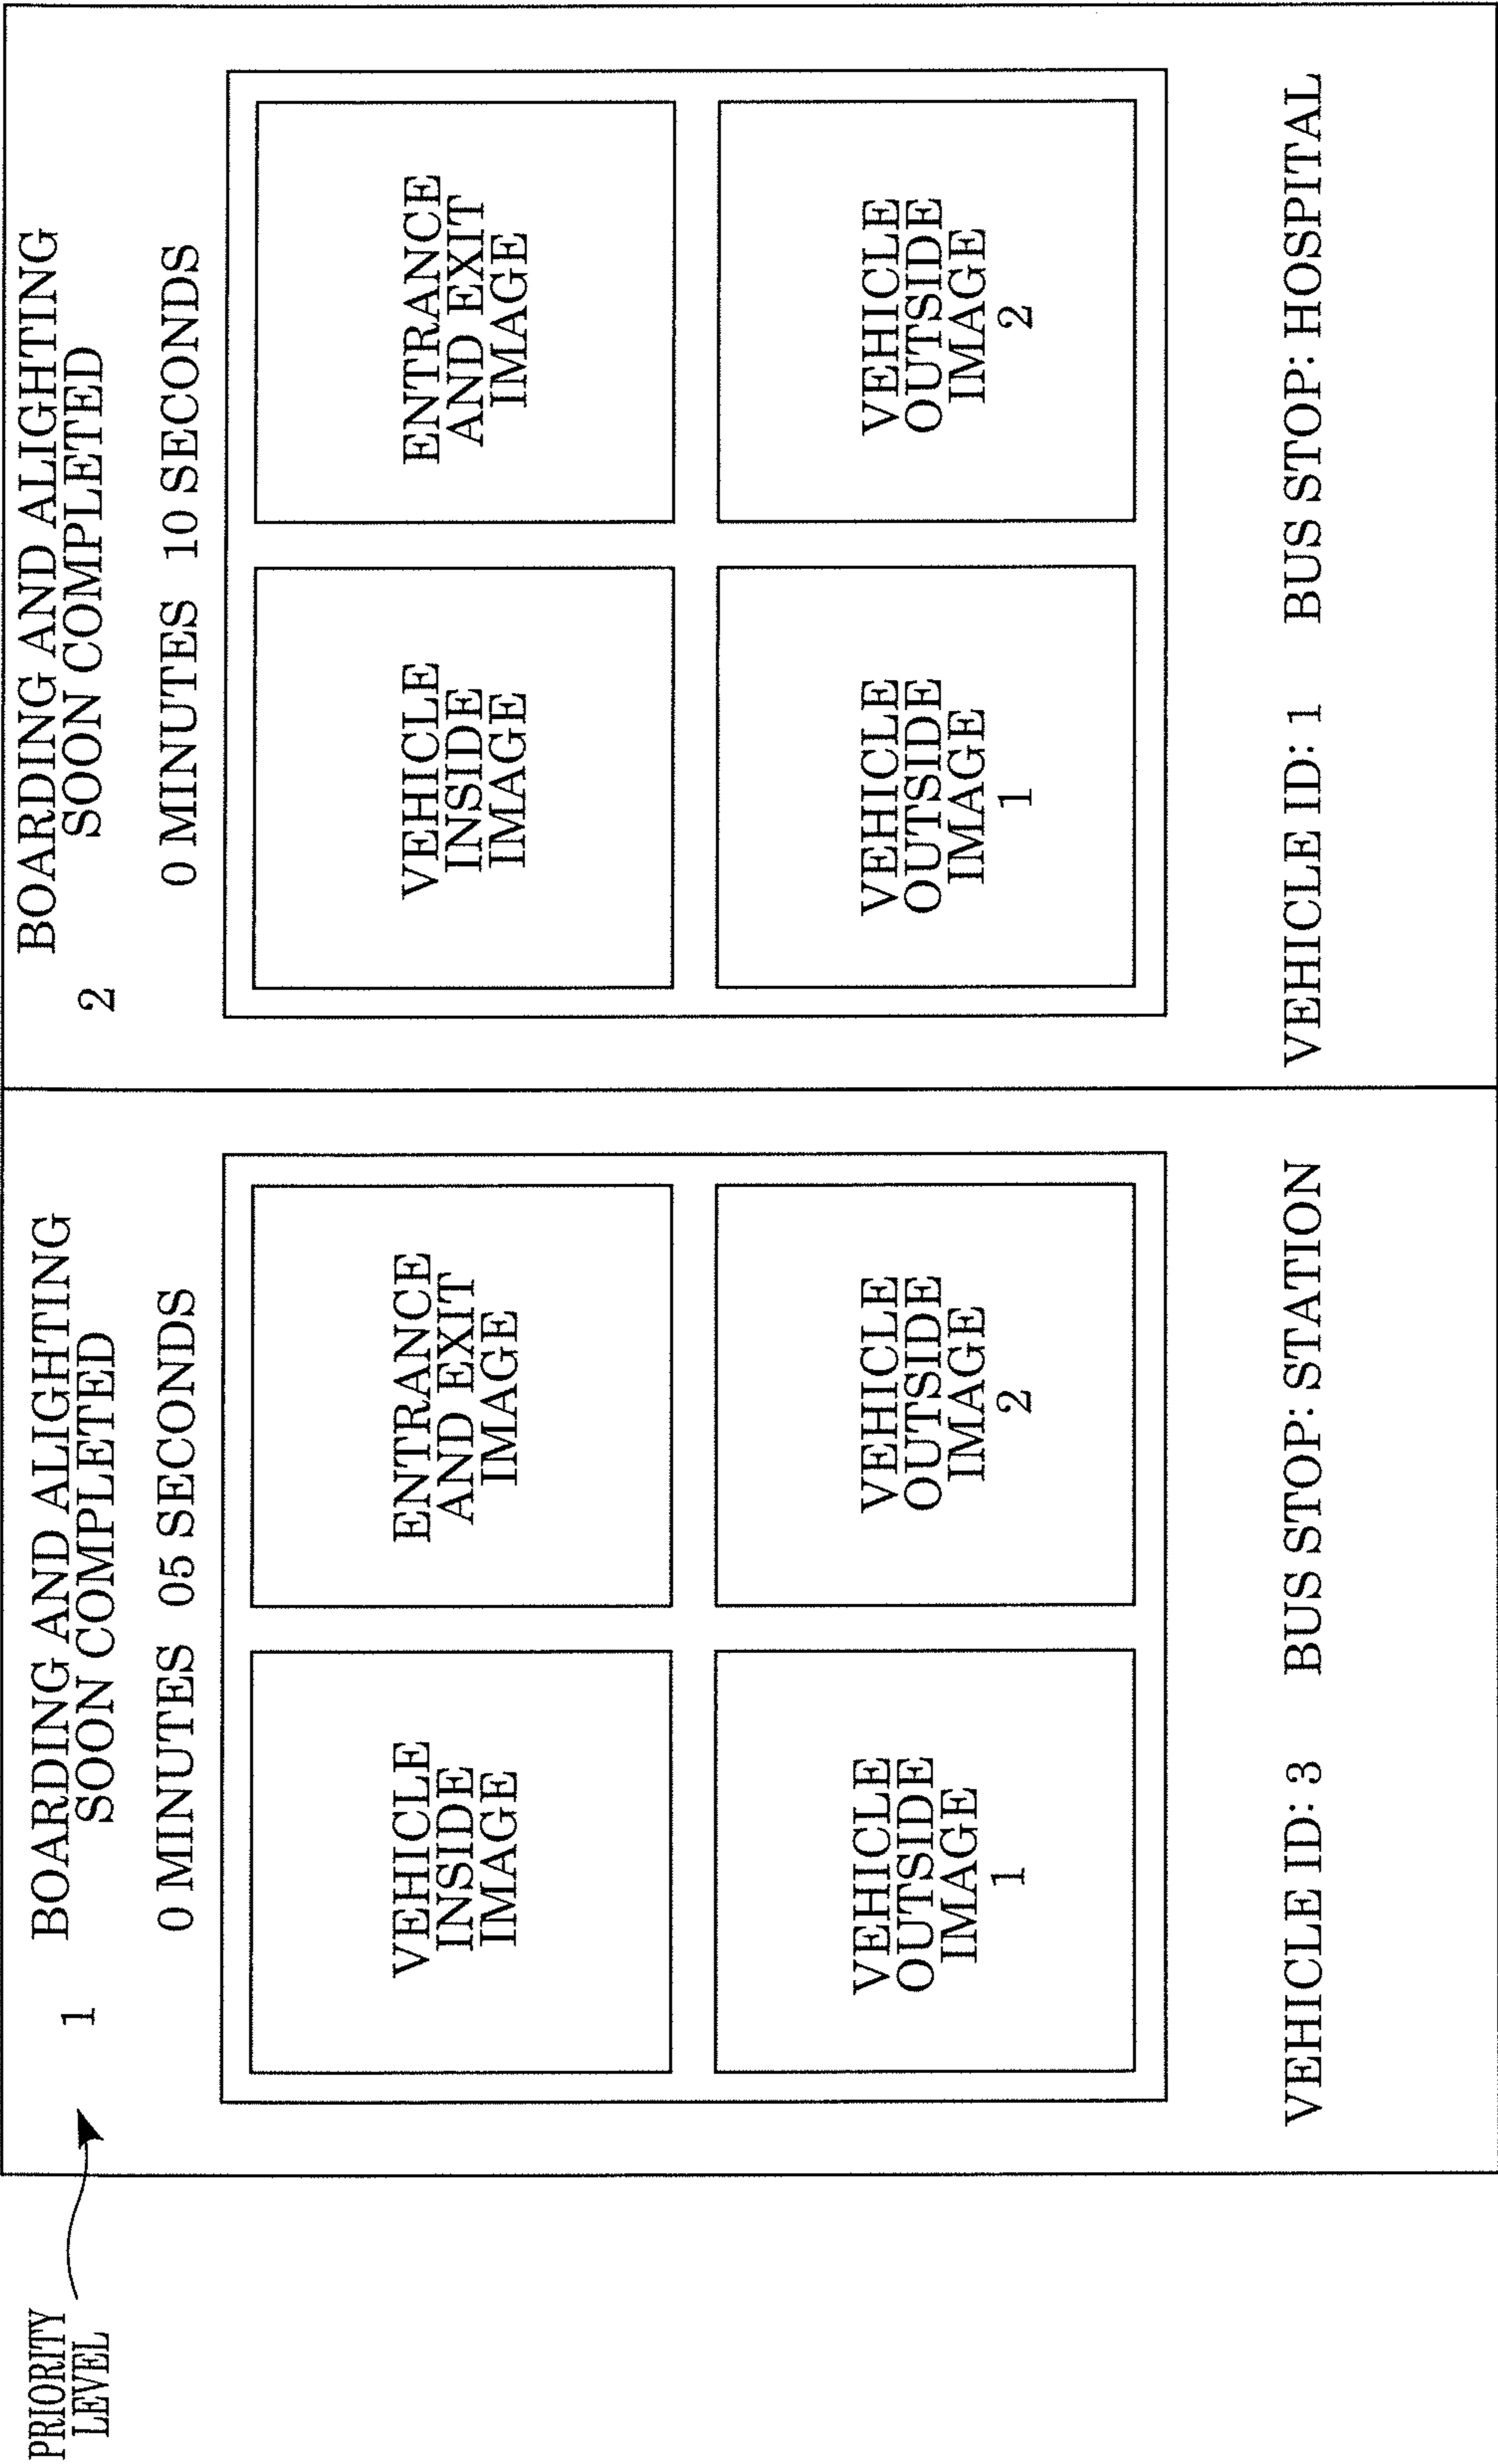 PRIORITY
LEVEL
1
BOARDING AND ALIGHTING
SOON COMPLETED
0 MINUTES 05 SECONDS
VEHICLE
INSIDE
IMAGE
ENTRANCE
AND EXIT
IMAGE
VEHICLE
OUTSIDE
IMAGE
1
VEHICLE
OUTSIDE
IMAGE
2
VEHICLE ID: 3 BUS STOP: STATION
2
BOARDING AND ALIGHTING
SOON COMPLETED
0 MINUTES 10 SECONDS
VEHICLE
INSIDE
IMAGE
ENTRANCE
AND EXIT
IMAGE
VEHICLE
OUTSIDE
IMAGE
1
VEHICLE
OUTSIDE
IMAGE
2
VEHICLE ID: 1 BUS STOP: HOSPITAL